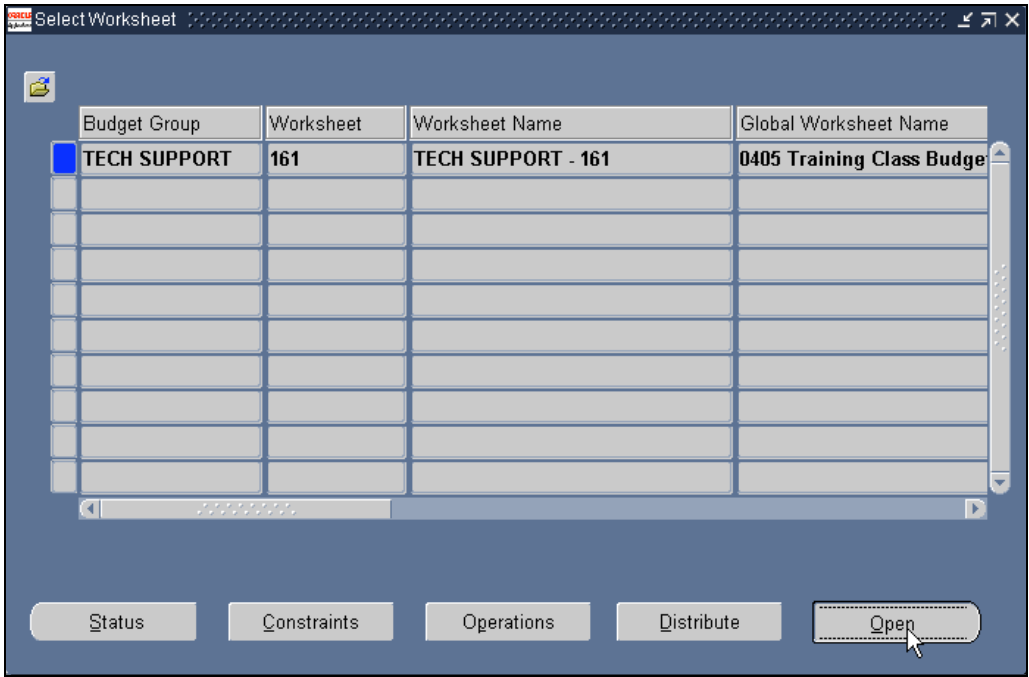 ORACLE
Select Worksheet
Budget Group Worksheet Worksheet Name Global Worksheet Name
TECH SUPPORT 161 TECH SUPPORT - 161 0405 Training Class Budge
Status Constraints Operations Distribute Open